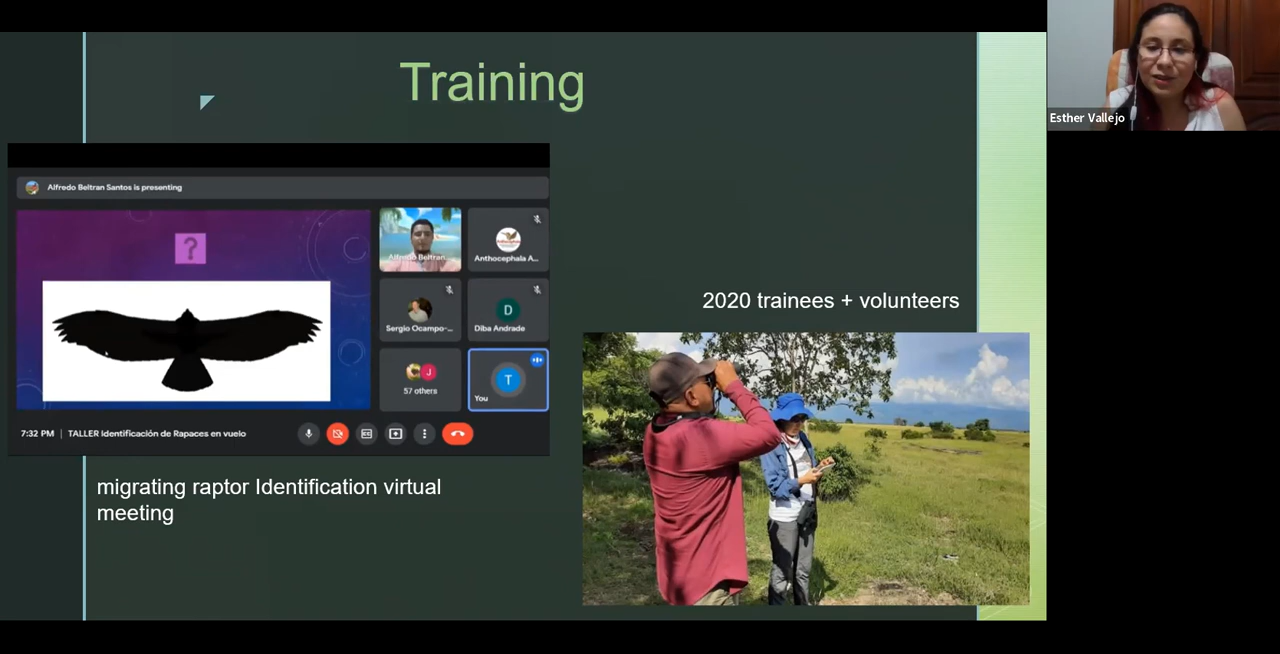 Training
Alfredo Beltran Santos is presenting
?
Alfredo Beltran
Anthocephala A...
Sergio Ocampo-...
D
Diba Andrade
J
57 others
T
You
7:32 PM | TALLER Identificación de Rapaces en vuelo
migrating raptor Identification virtual
meeting
2020 trainees + volunteers
Esther Vallejo